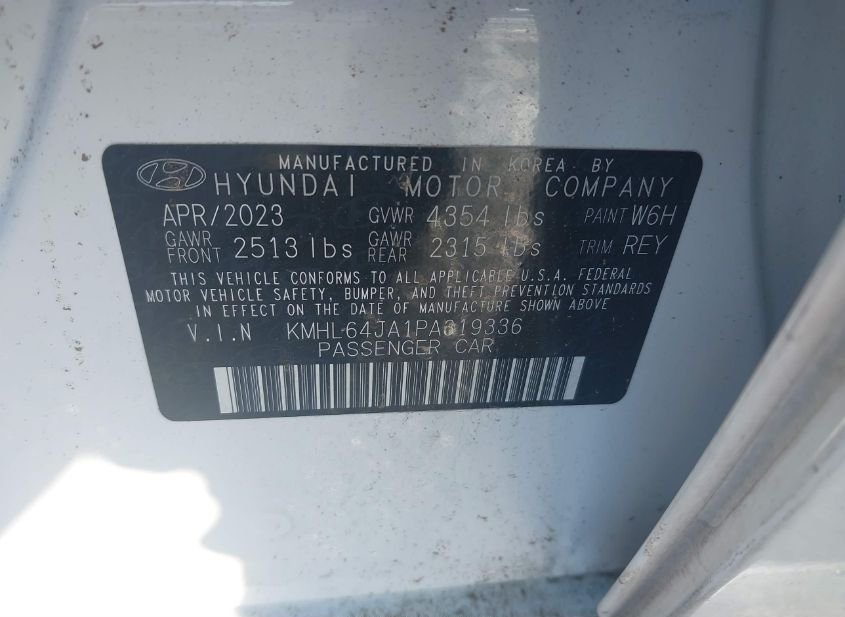 MANUFACTURED IN KOREA BY
HYUNDAI MOTOR COMPANY
APR/2023 GVWR 4354 lbs PAINT W6H
GAWR FRONT 2513 lbs GAWR REAR 2315 lbs TRIM REY
THIS VEHICLE CONFORMS TO ALL APPLICABLE U.S.A. FEDERAL
MOTOR VEHICLE SAFETY, BUMPER, AND THEFT PREVENTION STANDARDS
IN EFFECT ON THE DATE OF MANUFACTURE SHOWN ABOVE
V.I.N KMHL64JA1PA319336
PASSENGER CAR